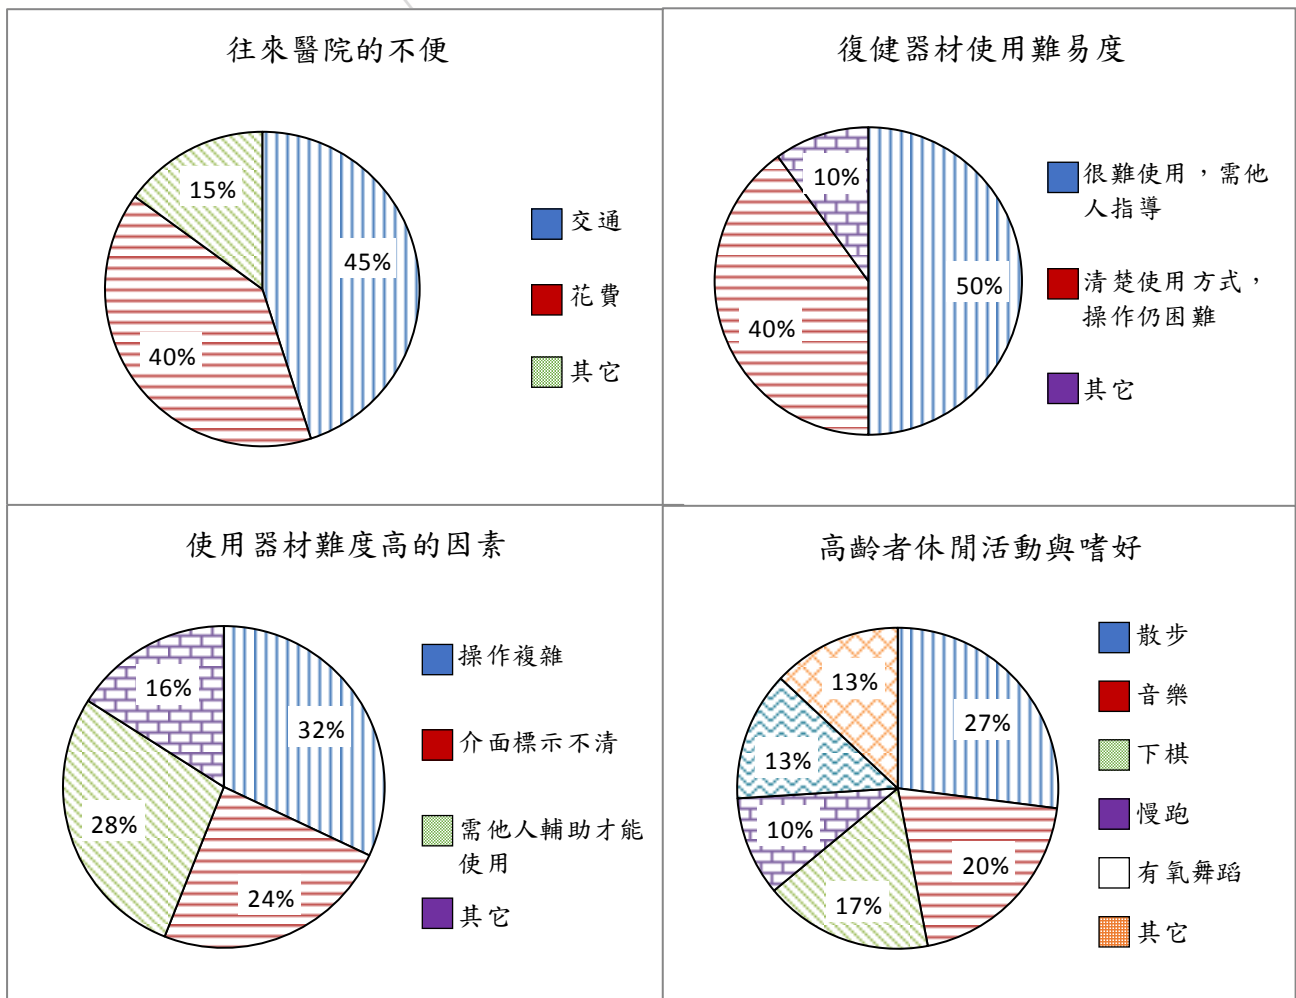 往來醫院的不便
15%
45%
40%
交通
花費
其它
復健器材使用難易度
10%
50%
40%
很難使用，需他
人指導
清楚使用方式，
操作仍困難
其它
使用器材難度高的因素
16%
32%
28%
24%
操作複雜
介面標示不清
需他人輔助才能
使用
其它
高齡者休閒活動與嗜好
13%
27%
13%
10%
20%
17%
散步
音樂
下棋
慢跑
有氧舞蹈
其它